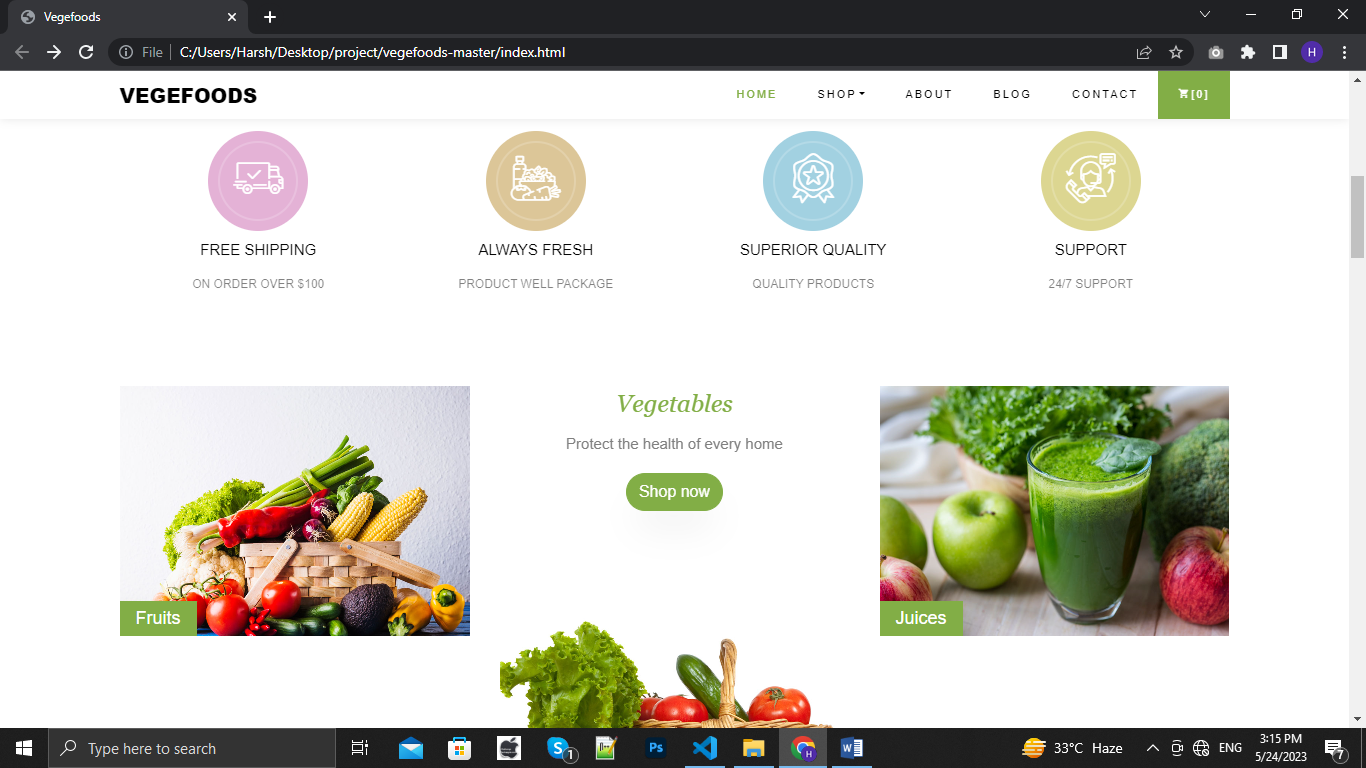 Vegefoods
File
C:/Users/Harsh/Desktop/project/vegefoods-master/index.html
H
VEGEFOODS
HOME
SHOP
ABOUT
BLOG
CONTACT
[0]
FREE SHIPPING
ALWAYS FRESH
SUPERIOR QUALITY
SUPPORT
ON ORDER OVER $100
PRODUCT WELL PACKAGE
QUALITY PRODUCTS
24/7 SUPPORT
Vegetables
Protect the health of every home
Shop now
Fruits
Juices
Type here to search
S
1
Ps
H
W
33°C Haze
ENG
3:15 PM
5/24/2023
7